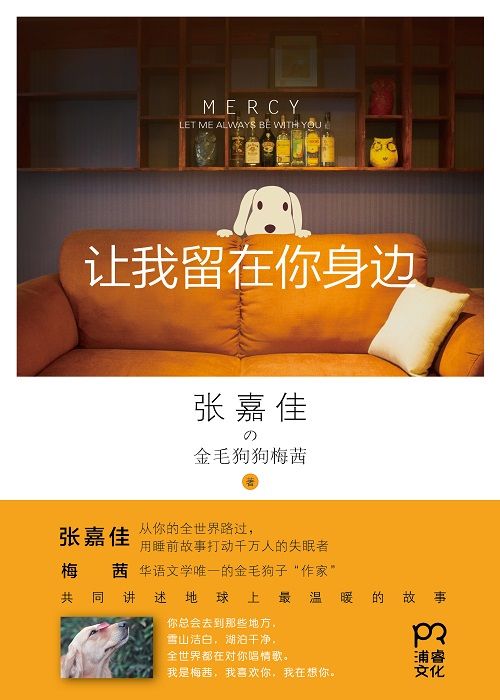 MERCY
LET ME ALWAYS BE WITH YOU
让我留在你身边
张嘉佳
の
金毛狗狗梅茜
著
张嘉佳 从你的全世界路过，
用睡前故事打动千万人的失眠者
梅茜 华语文学唯一的金毛狗子“作家”
共同讲述地球上最温暖的故事
你总会去到那些地方，
雪山洁白，湖泊干净，
全世界都在对你唱情歌。
我是梅茜，我喜欢你，我在想你。
浦睿
文化